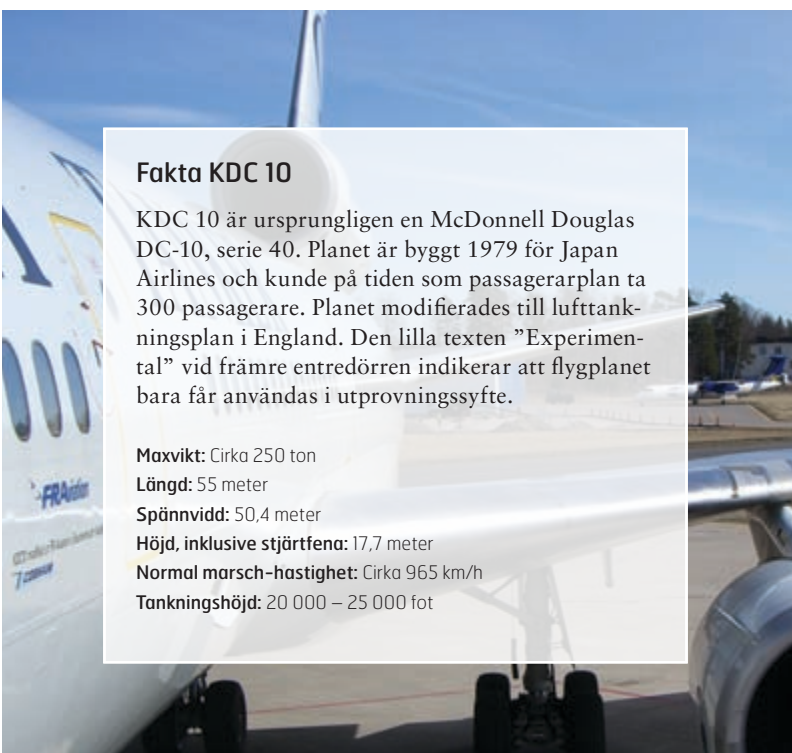 Fakta KDC 10
KDC 10 är ursprungligen en McDonnell Douglas
DC-10, serie 40. Planet är byggt 1979 för Japan
Airlines och kunde på tiden som passagerarplan ta
300 passagerare. Planet modifierades till lufttank-
ningsplan i England. Den lilla texten ”Experimen-
tal” vid främre entredörren indikerar att flygplanet
bara får användas i utprovningssyfte.
Maxvikt: Cirka 250 ton
Längd: 55 meter
Spännvidd: 50,4 meter
Höjd, inklusive stjärtfena: 17,7 meter
Normal marsch-hastighet: Cirka 965 km/h
Tankningshöjd: 20 000 – 25 000 fot
FRAviation